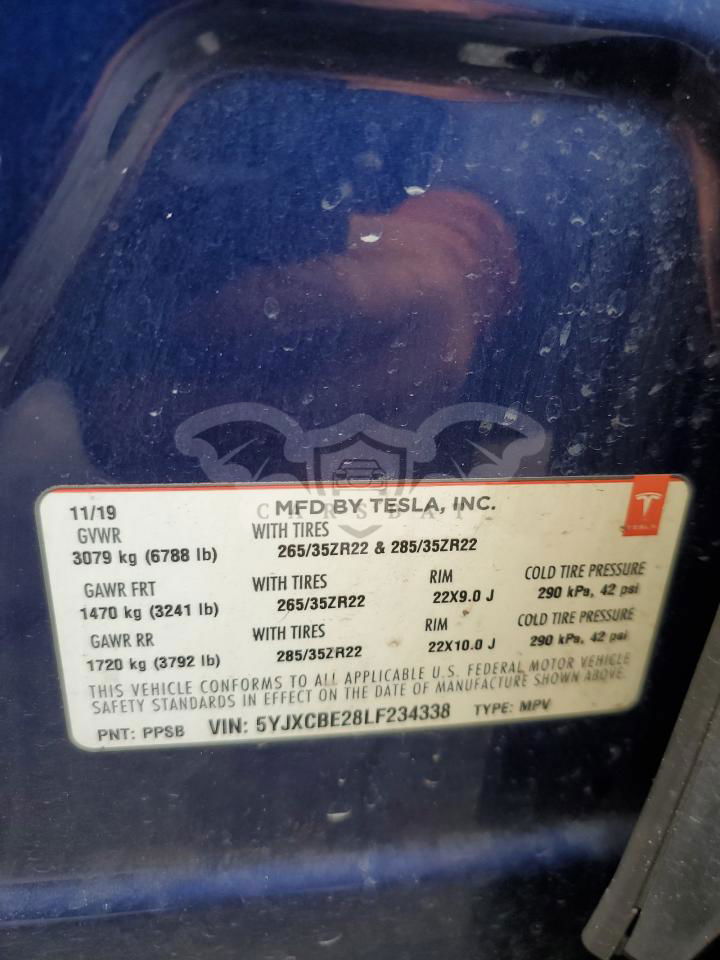 11/19 MFD BY TESLA, INC.
CARSBAT
TESLA
GVWR WITH TIRES
3079 kg (6788 lb) 265/35ZR22 & 285/35ZR22
GAWR FRT WITH TIRES RIM COLD TIRE PRESSURE
1470 kg (3241 lb) 265/35ZR22 22X9.0 J 290 kPa, 42 psi
GAWR RR WITH TIRES RIM COLD TIRE PRESSURE
1720 kg (3792 lb) 285/35ZR22 22X10.0 J 290 kPa, 42 psi
THIS VEHICLE CONFORMS TO ALL APPLICABLE U.S. FEDERAL MOTOR VEHICLE
SAFETY STANDARDS IN EFFECT ON THE DATE OF MANUFACTURE SHOWN ABOVE.
PNT: PPSB VIN: 5YJXCBE28LF234338 TYPE: MPV